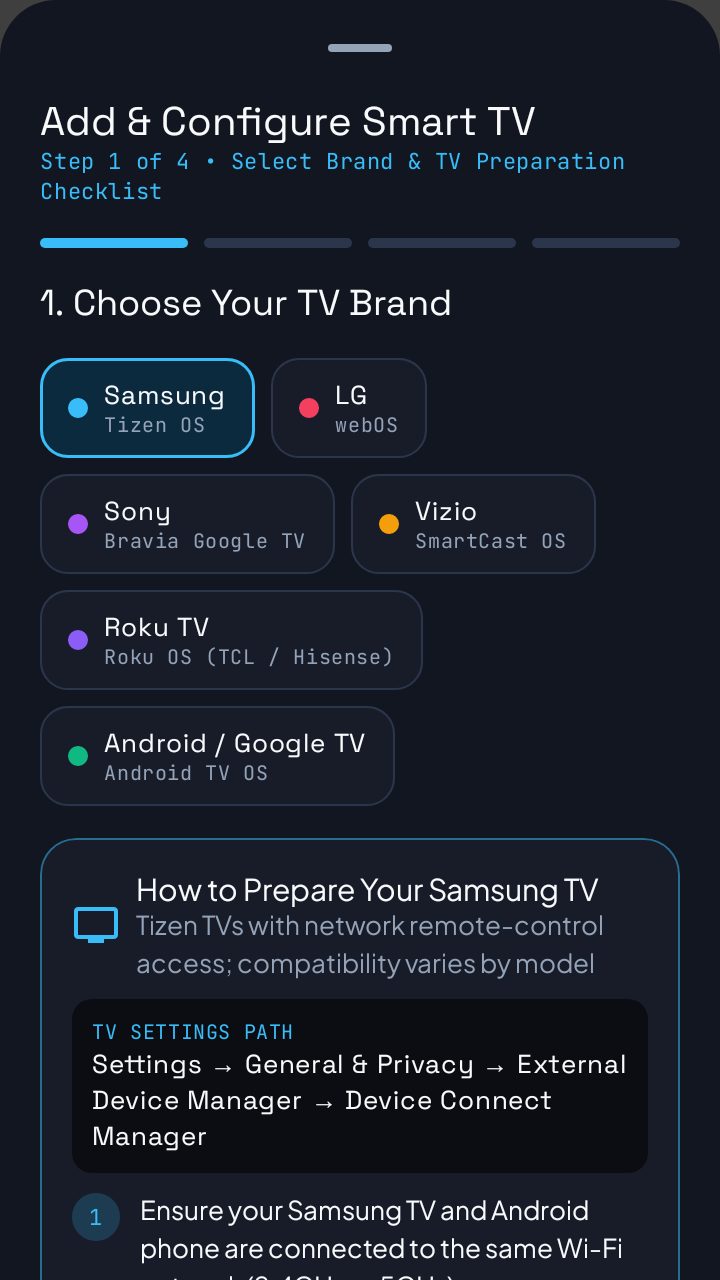 Add & Configure Smart TV
Step 1 of 4 • Select Brand & TV Preparation
Checklist
1. Choose Your TV Brand
Samsung
Tizen OS
LG
webOS
Sony
Bravia Google TV
Vizio
SmartCast OS
Roku TV
Roku OS (TCL / Hisense)
Android / Google TV
Android TV OS
How to Prepare Your Samsung TV
Tizen TVs with network remote-control
access; compatibility varies by model
TV SETTINGS PATH
Settings → General & Privacy → External
Device Manager → Device Connect
Manager
1
Ensure your Samsung TV and Android
phone are connected to the same Wi-Fi